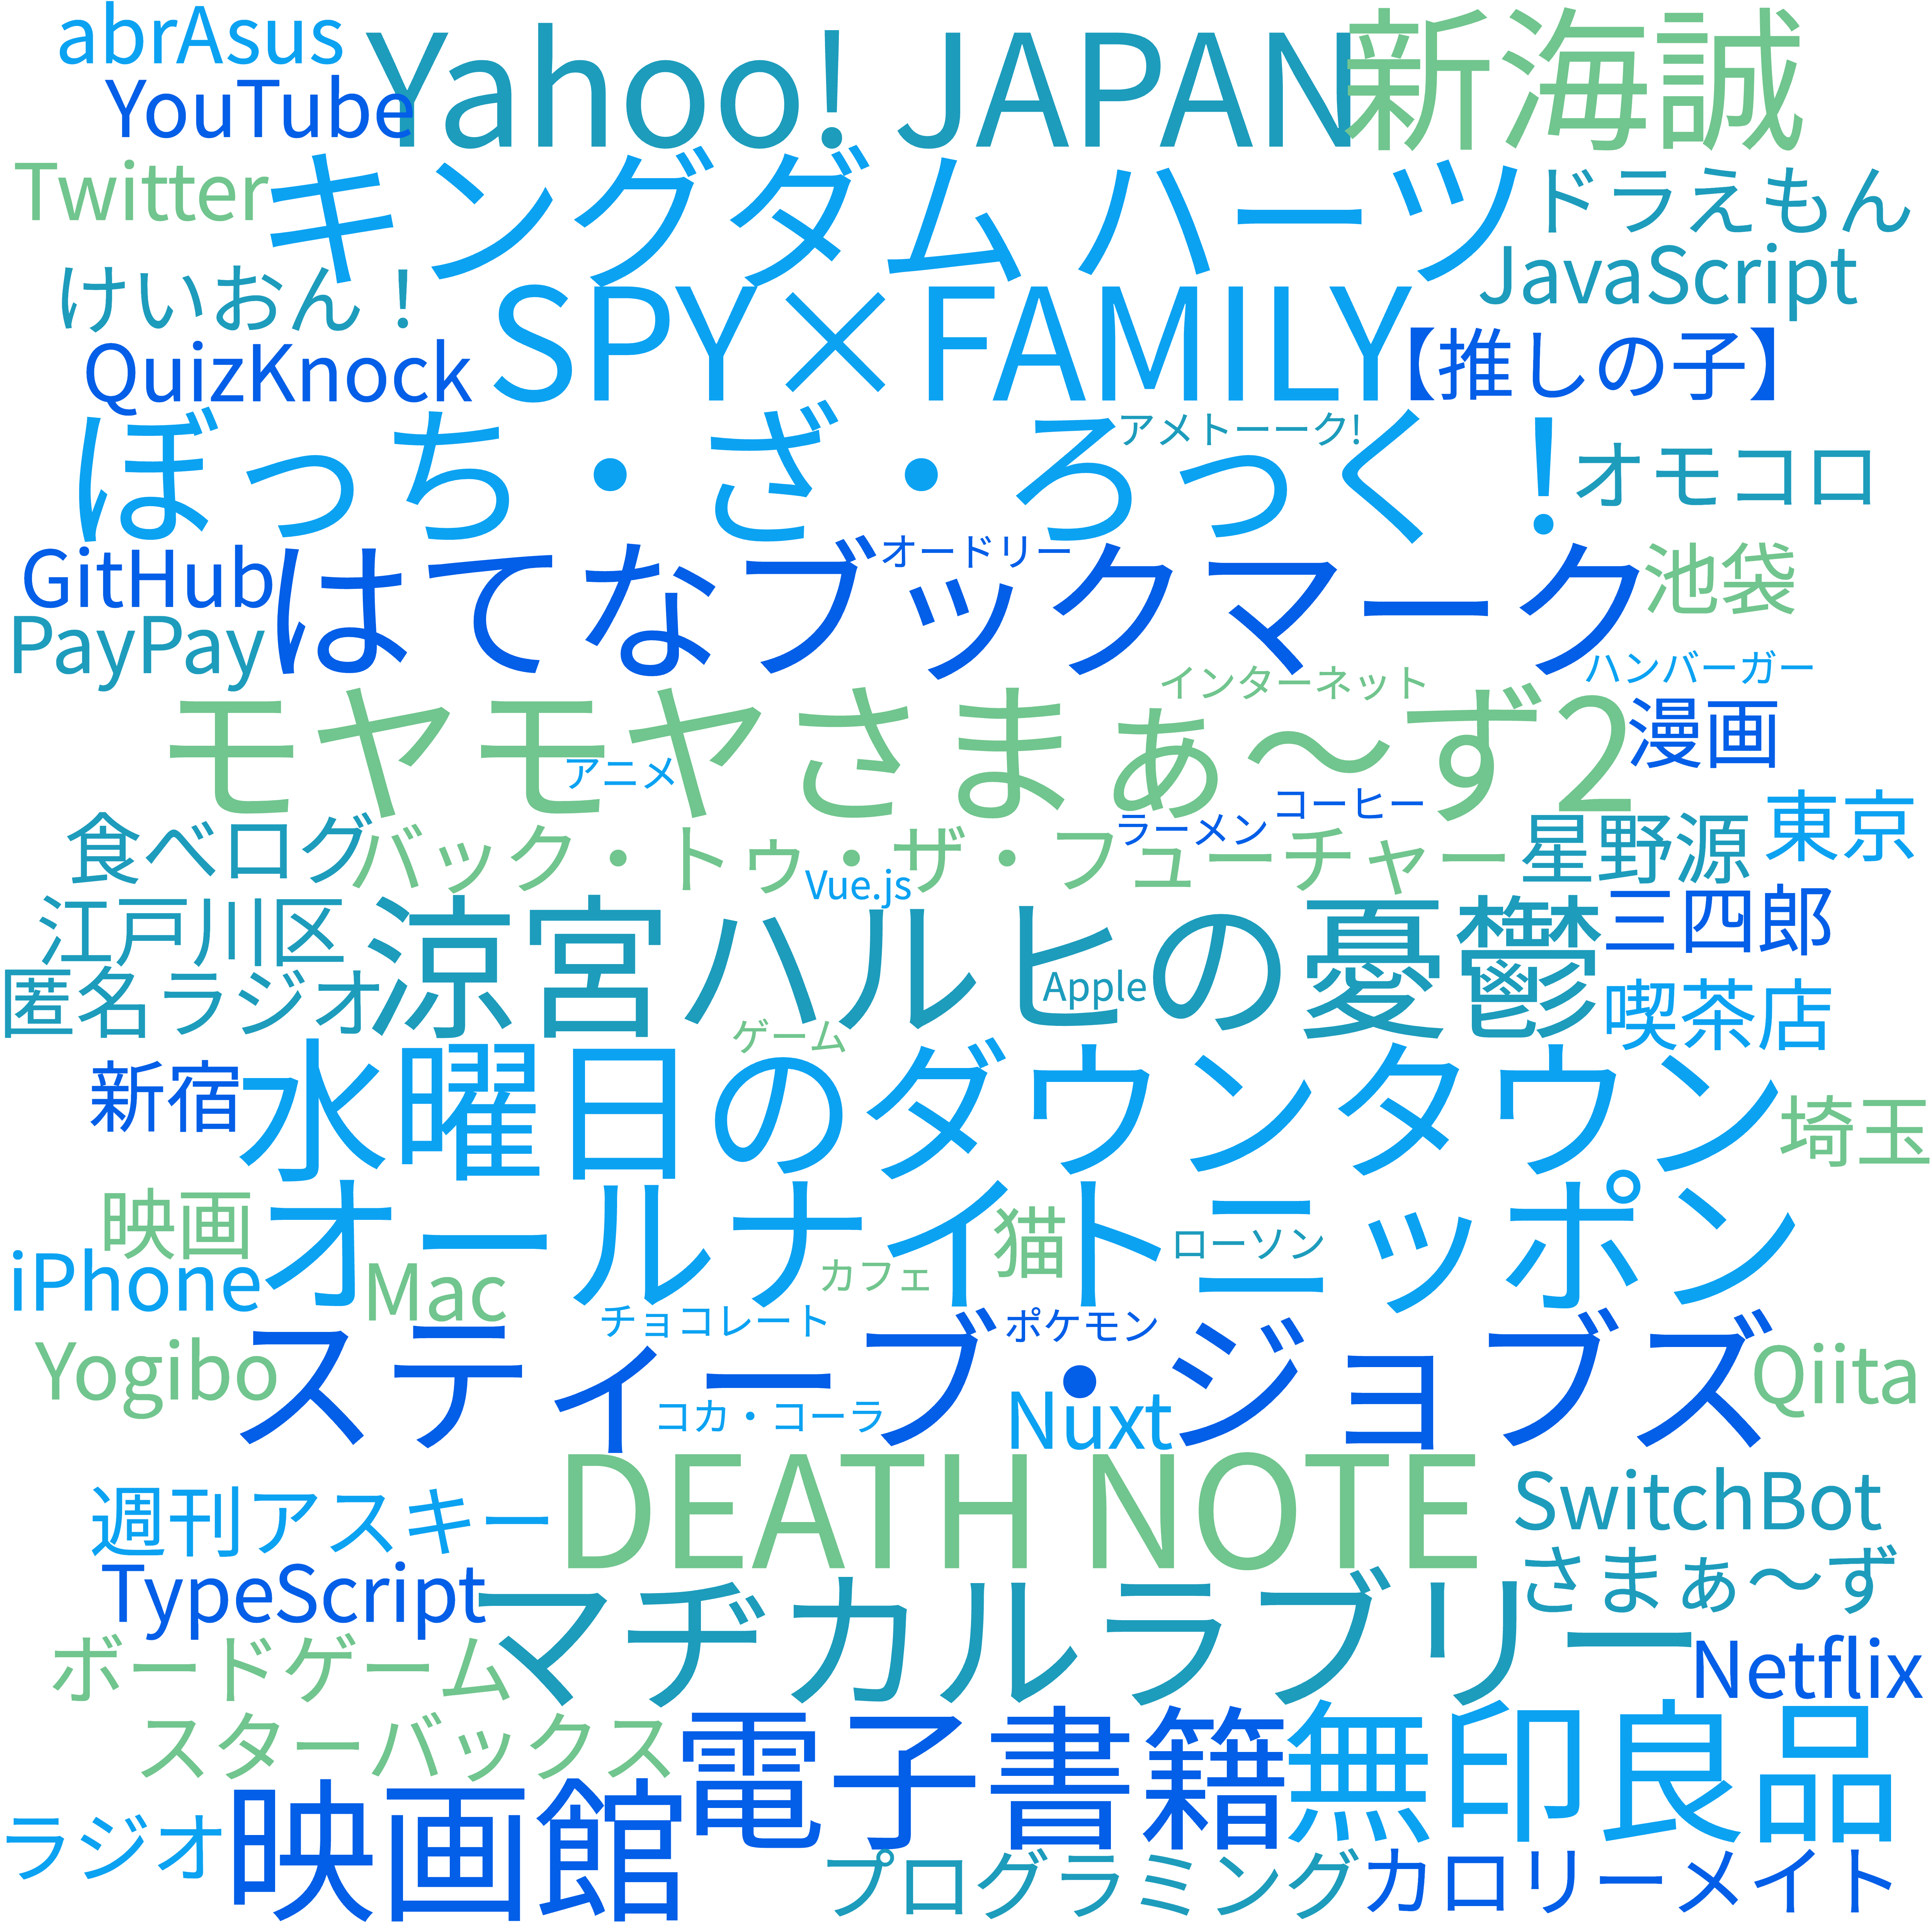 abrAsus
Yahoo! JAPAN
新海誠
YouTube
Twitter
キングダム ハーツ
ドラえもん
けいおん！
JavaScript
SPY×FAMILY
QuizKnock
【推しの子】
ぼっち・ざ・ろっく！
アメトーーク!
オモコロ
オードリー
GitHub
はてなブックマーク
池袋
PayPay
ハンバーガー
インターネット
モヤモヤさまぁ〜ず2
漫画
アニメ
コーヒー
ラーメン
東京
食べログ
バック・トゥ・ザ・フューチャー
星野源
Vue.js
江戸川区
涼宮ハルヒの憂鬱
三四郎
匿名ラジオ
Apple
喫茶店
ゲーム
新宿
水曜日のダウンタウン
埼玉
映画
オールナイトニッポン
猫
ローソン
iPhone
Mac
カフェ
チョコレート
ポケモン
Yogibo
スティーブ・ジョブズ
Qiita
コカ・コーラ
Nuxt
週刊アスキー
DEATH NOTE
SwitchBot
TypeScript
さまぁ〜ず
マヂカルラブリー
ボードゲーム
Netflix
スターバックス
電子書籍
無印良品
ラジオ
映画館
プログラミング
カロリーメイト